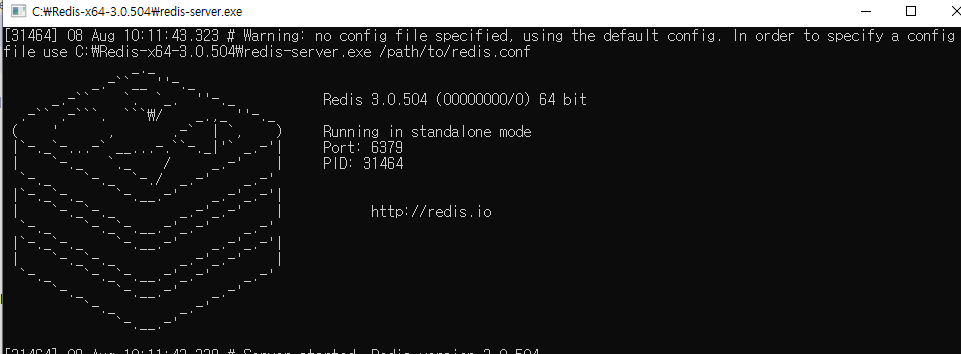 C:₩Redis-x64-3.0.504₩redis-server.exe
[31464] 08 Aug 10:11:43.323 # Warning: no config file specified, using the default config. In order to specify a config
file use C:₩Redis-x64-3.0.504₩redis-server.exe /path/to/redis.conf
Redis 3.0.504 (00000000/0) 64 bit
Running in standalone mode
Port: 6379
PID: 31464
http://redis.io